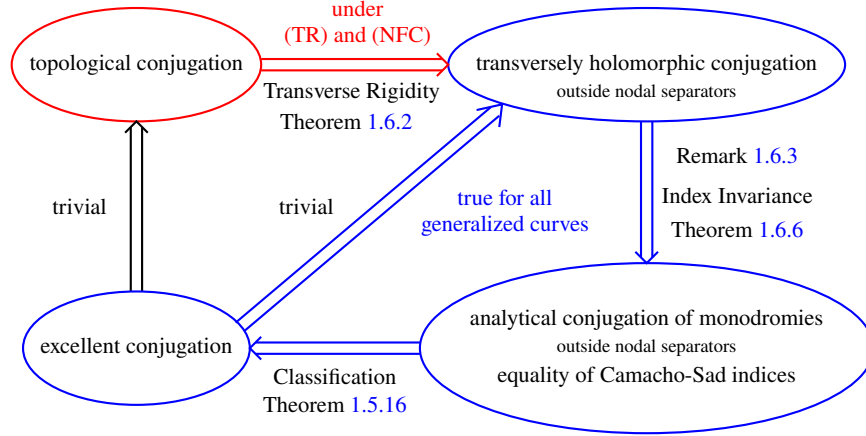 under
(TR) and (NFC)
topological conjugation
transversely holomorphic conjugation
outside nodal separators
Transverse Rigidity
Theorem 1.6.2
Remark 1.6.3
Index Invariance
Theorem 1.6.6
trivial
trivial
true for all
generalized curves
excellent conjugation
analytical conjugation of monodromies
outside nodal separators
equality of Camacho-Sad indices
Classification
Theorem 1.5.16